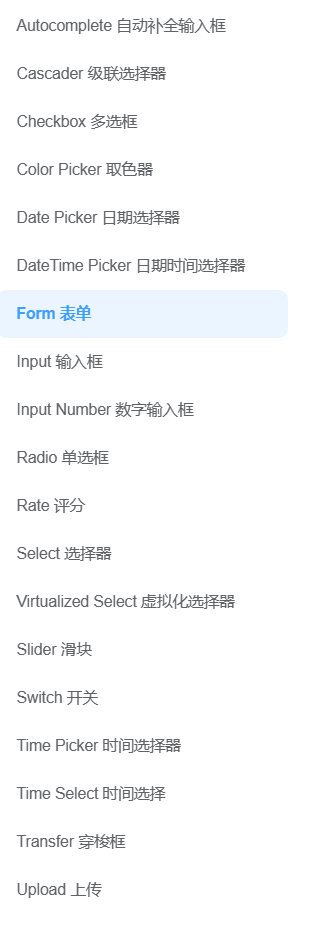 Autocomplete 自动补全输入框
Cascader 级联选择器
Checkbox 多选框
Color Picker 取色器
Date Picker 日期选择器
DateTime Picker 日期时间选择器
Form 表单
Input 输入框
Input Number 数字输入框
Radio 单选框
Rate 评分
Select 选择器
Virtualized Select 虚拟化选择器
Slider 滑块
Switch 开关
Time Picker 时间选择器
Time Select 时间选择
Transfer 穿梭框
Upload 上传